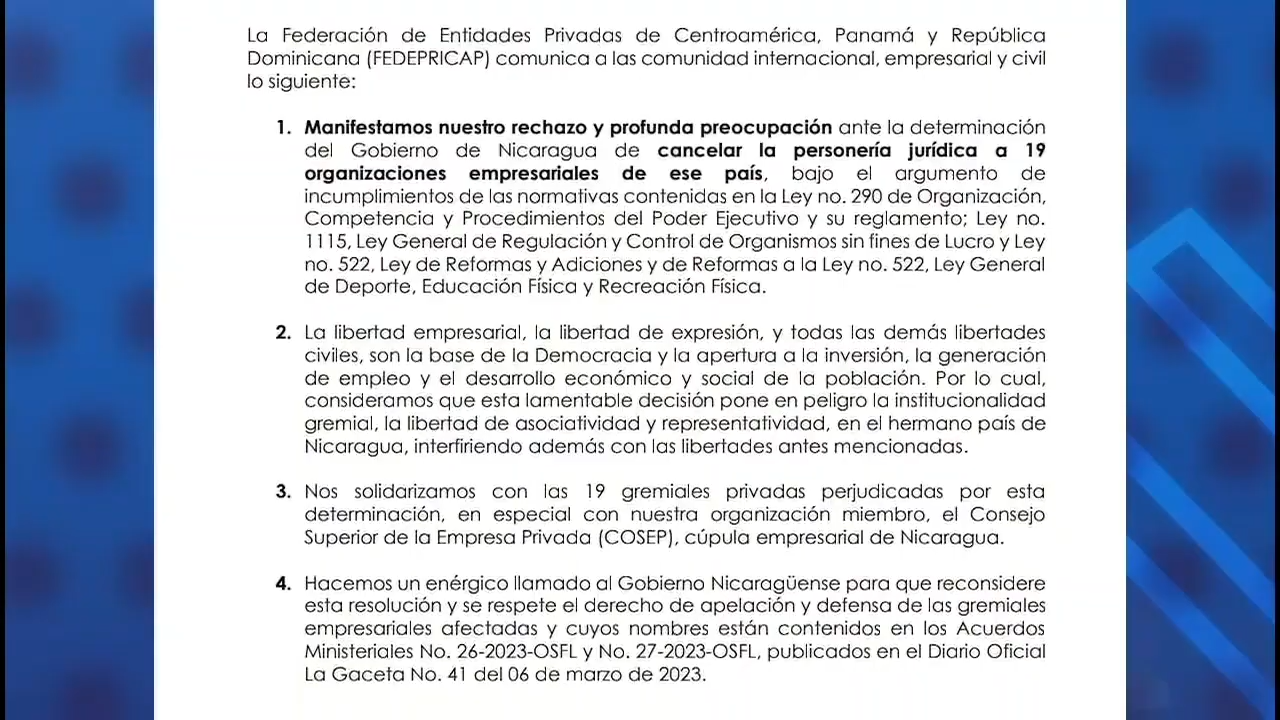 La Federación de Entidades Privadas de Centroamérica, Panamá y República
Dominicana (FEDEPRICAP) comunica a las comunidad internacional, empresarial y civil
lo siguiente:
1. Manifestamos nuestro rechazo y profunda preocupación ante la determinación
del Gobierno de Nicaragua de cancelar la personería jurídica a 19
organizaciones empresariales de ese país, bajo el argumento de
incumplimientos de las normativas contenidas en la Ley no. 290 de Organización,
Competencia y Procedimientos del Poder Ejecutivo y su reglamento; Ley no.
1115, Ley General de Regulación y Control de Organismos sin fines de Lucro y Ley
no. 522, Ley de Reformas y Adiciones y de Reformas a la Ley no. 522, Ley General
de Deporte, Educación Física y Recreación Física.
2. La libertad empresarial, la libertad de expresión, y todas las demás libertades
civiles, son la base de la Democracia y la apertura a la inversión, la generación
de empleo y el desarrollo económico y social de la población. Por lo cual,
consideramos que esta lamentable decisión pone en peligro la institucionalidad
gremial, la libertad de asociatividad y representatividad, en el hermano país de
Nicaragua, interfiriendo además con las libertades antes mencionadas.
3. Nos solidarizamos con las 19 gremiales privadas perjudicadas por esta
determinación, en especial con nuestra organización miembro, el Consejo
Superior de la Empresa Privada (COSEP), cúpula empresarial de Nicaragua.
4. Hacemos un enérgico llamado al Gobierno Nicaragüense para que reconsidere
esta resolución y se respete el derecho de apelación y defensa de las gremiales
empresariales afectadas y cuyos nombres están contenidos en los Acuerdos
Ministeriales No. 26-2023-OSFL y No. 27-2023-OSFL, publicados en el Diario Oficial
La Gaceta No. 41 del 06 de marzo de 2023.